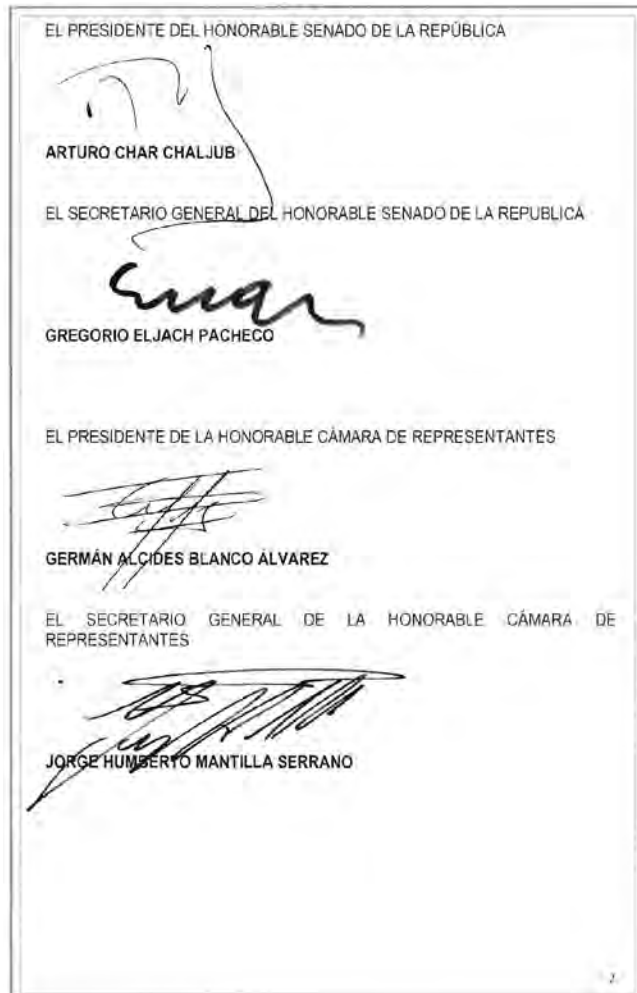 EL PRESIDENTE DEL HONORABLE SENADO DE LA REPÚBLICA
ARTURO CHAR CHALJUB
EL SECRETARIO GENERAL DEL HONORABLE SENADO DE LA REPUBLICA
GREGORIO ELJACH PACHECO
EL PRESIDENTE DE LA HONORABLE CÁMARA DE REPRESENTANTES
GERMÁN ALCIDES BLANCO ÁLVAREZ
EL SECRETARIO GENERAL DE LA HONORABLE CÁMARA DE
REPRESENTANTES
JORGE HUMBERTO MANTILLA SERRANO